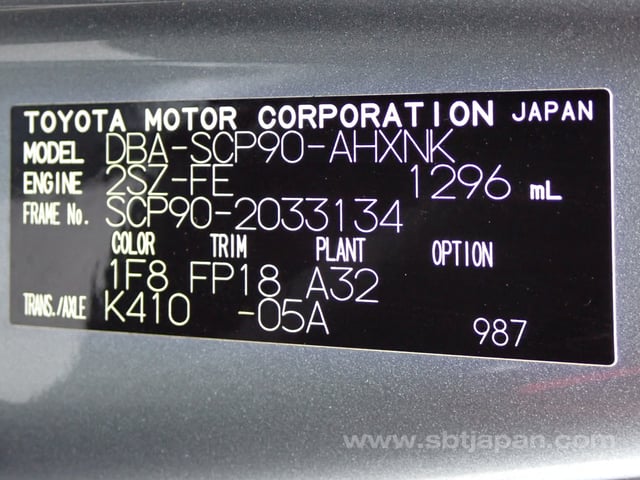 TOYOTA MOTOR CORPORATION JAPAN
MODEL DBA-SCP90-AHXNK
ENGINE 2SZ-FE 1296 mL
FRAME No. SCP90-2033134
COLOR TRIM PLANT OPTION
1F8 FP18 A32
TRANS./AXLE K410 -05A
987
www.sbtjapan.com